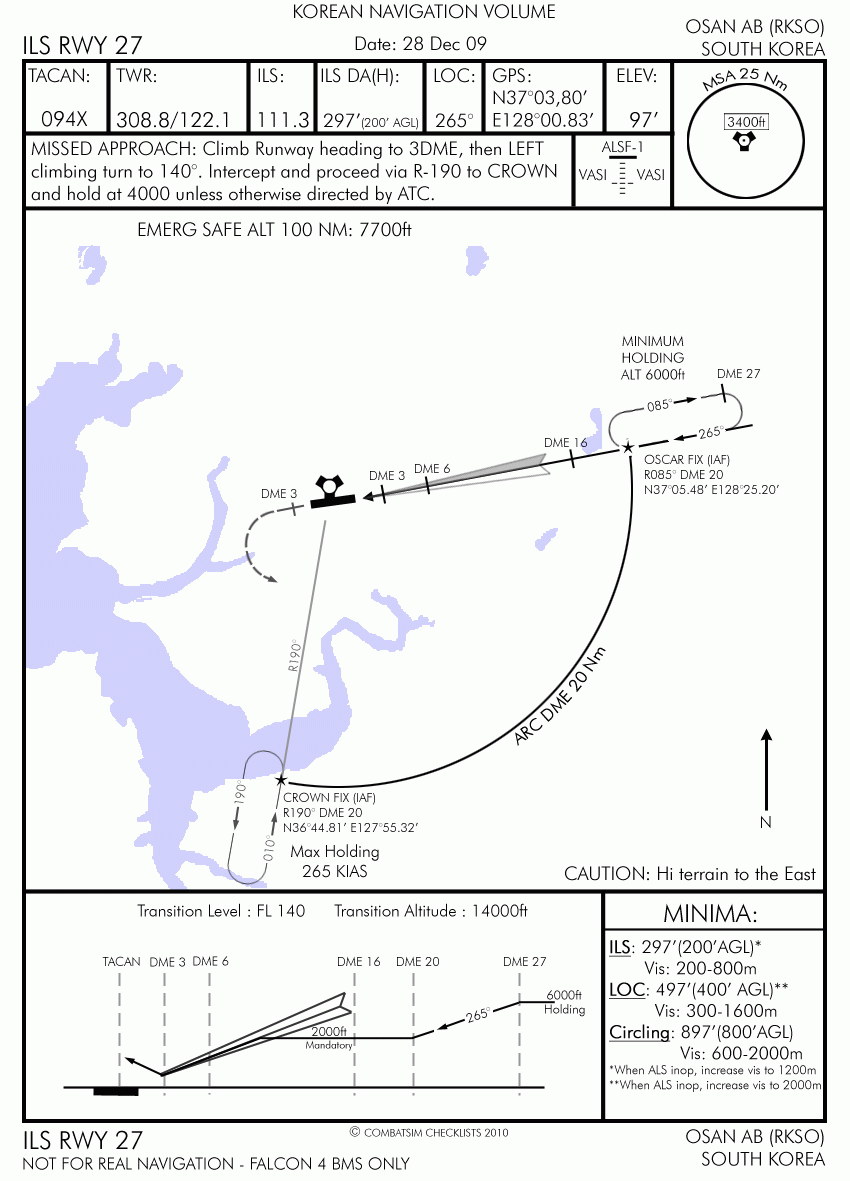 KOREAN NAVIGATION VOLUME
ILS RWY 27
Date: 28 Dec 09
OSAN AB (RKSO)
SOUTH KOREA
TACAN:
094X
TWR:
308.8/122.1
ILS:
111.3
ILS DA(H):
297'(200' AGL)
LOC:
265°
GPS:
N37°03,80'
E128°00.83'
ELEV:
97'
MSA 25 Nm
3400ft
MISSED APPROACH: Climb Runway heading to 3DME, then LEFT
climbing turn to 140°. Intercept and proceed via R-190 to CROWN
and hold at 4000 unless otherwise directed by ATC.
ALSF-1
VASI
VASI
EMERG SAFE ALT 100 NM: 7700ft
MINIMUM
HOLDING
ALT 6000ft
DME 27
085°
265°
DME 16
OSCAR FIX (IAF)
R085° DME 20
N37°05.48' E128°25.20'
DME 6
DME 3
DME 3
R190°
ARC DME 20 Nm
190°
010°
CROWN FIX (IAF)
R190° DME 20
N36°44.81' E127°55.32'
Max Holding
265 KIAS
N
CAUTION: Hi terrain to the East
Transition Level : FL 140
Transition Altitude : 14000ft
TACAN
DME 3
DME 6
DME 16
DME 20
DME 27
6000ft
Holding
265°
2000ft
Mandatory
MINIMA:
ILS: 297'(200'AGL)*
Vis: 200-800m
LOC: 497'(400' AGL)**
Vis: 300-1600m
Circling: 897'(800'AGL)
Vis: 600-2000m
*When ALS inop, increase vis to 1200m
**When ALS inop, increase vis to 2000m
ILS RWY 27
NOT FOR REAL NAVIGATION - FALCON 4 BMS ONLY
© COMBATSIM CHECKLISTS 2010
OSAN AB (RKSO)
SOUTH KOREA